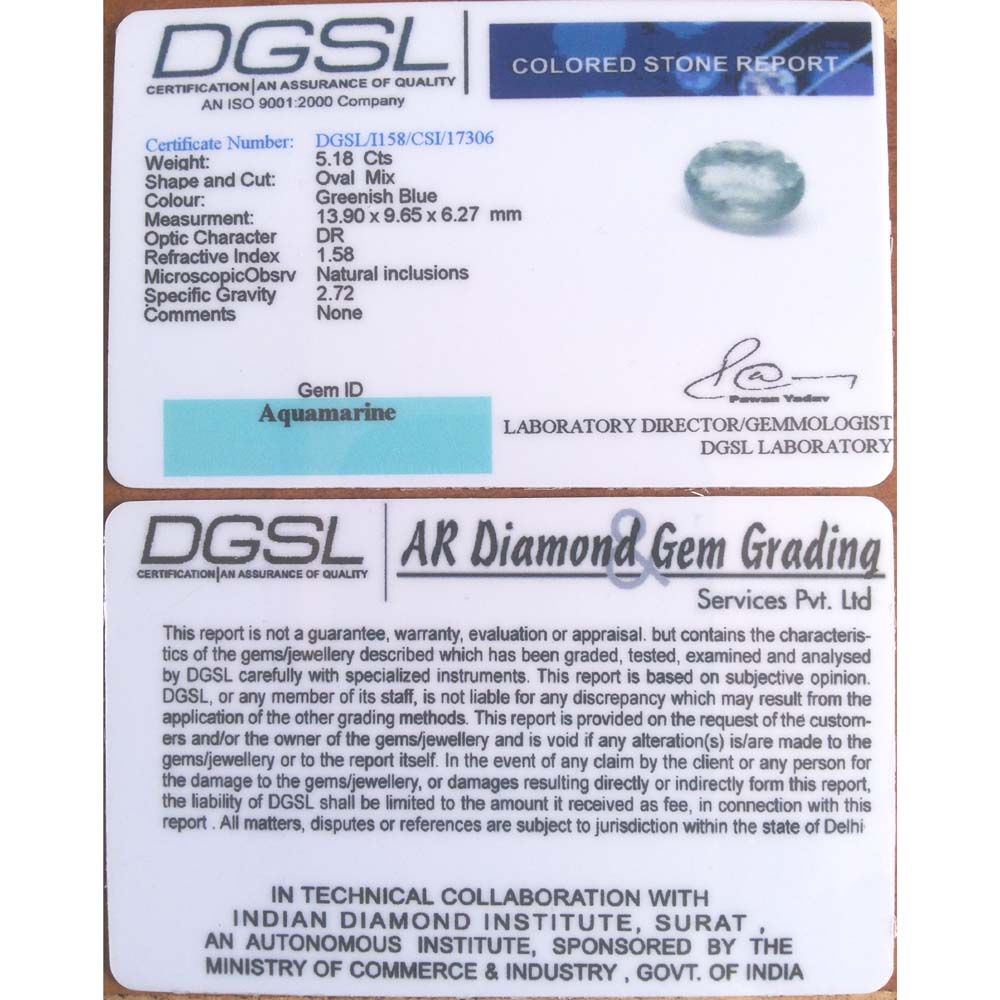 DGSL
CERTIFICATION|AN ASSURANCE OF QUALITY
AN ISO 9001:2000 Company
COLORED STONE REPORT
Certificate Number: DGSL/I158/CSI/17306
Weight: 5.18 Cts
Shape and Cut: Oval Mix
Colour: Greenish Blue
Measurment: 13.90 x 9.65 x 6.27 mm
Optic Character DR
Refractive Index 1.58
MicroscopicObsrv Natural inclusions
Specific Gravity 2.72
Comments None
Gem ID
Aquamarine
Pawan Yadav
LABORATORY DIRECTOR/GEMMOLOGIST
DGSL LABORATORY
DGSL
CERTIFICATION|AN ASSURANCE OF QUALITY
AR Diamond & Gem Grading
Services Pvt. Ltd
This report is not a guarantee, warranty, evaluation or appraisal. but contains the characteris-
tics of the gems/jewellery described which has been graded, tested, examined and analysed
by DGSL carefully with specialized instruments. This report is based on subjective opinion.
DGSL, or any member of its staff, is not liable for any discrepancy which may result from the
application of the other grading methods. This report is provided on the request of the custom-
ers and/or the owner of the gems/jewellery and is void if any alteration(s) is/are made to the
gems/jewellery or to the report itself. In the event of any claim by the client or any person for
the damage to the gems/jewellery, or damages resulting directly or indirectly form this report,
the liability of DGSL shall be limited to the amount it received as fee, in connection with this
report . All matters, disputes or references are subject to jurisdiction within the state of Delhi
IN TECHNICAL COLLABORATION WITH
INDIAN DIAMOND INSTITUTE, SURAT ,
AN AUTONOMOUS INSTITUTE, SPONSORED BY THE
MINISTRY OF COMMERCE & INDUSTRY , GOVT. OF INDIA